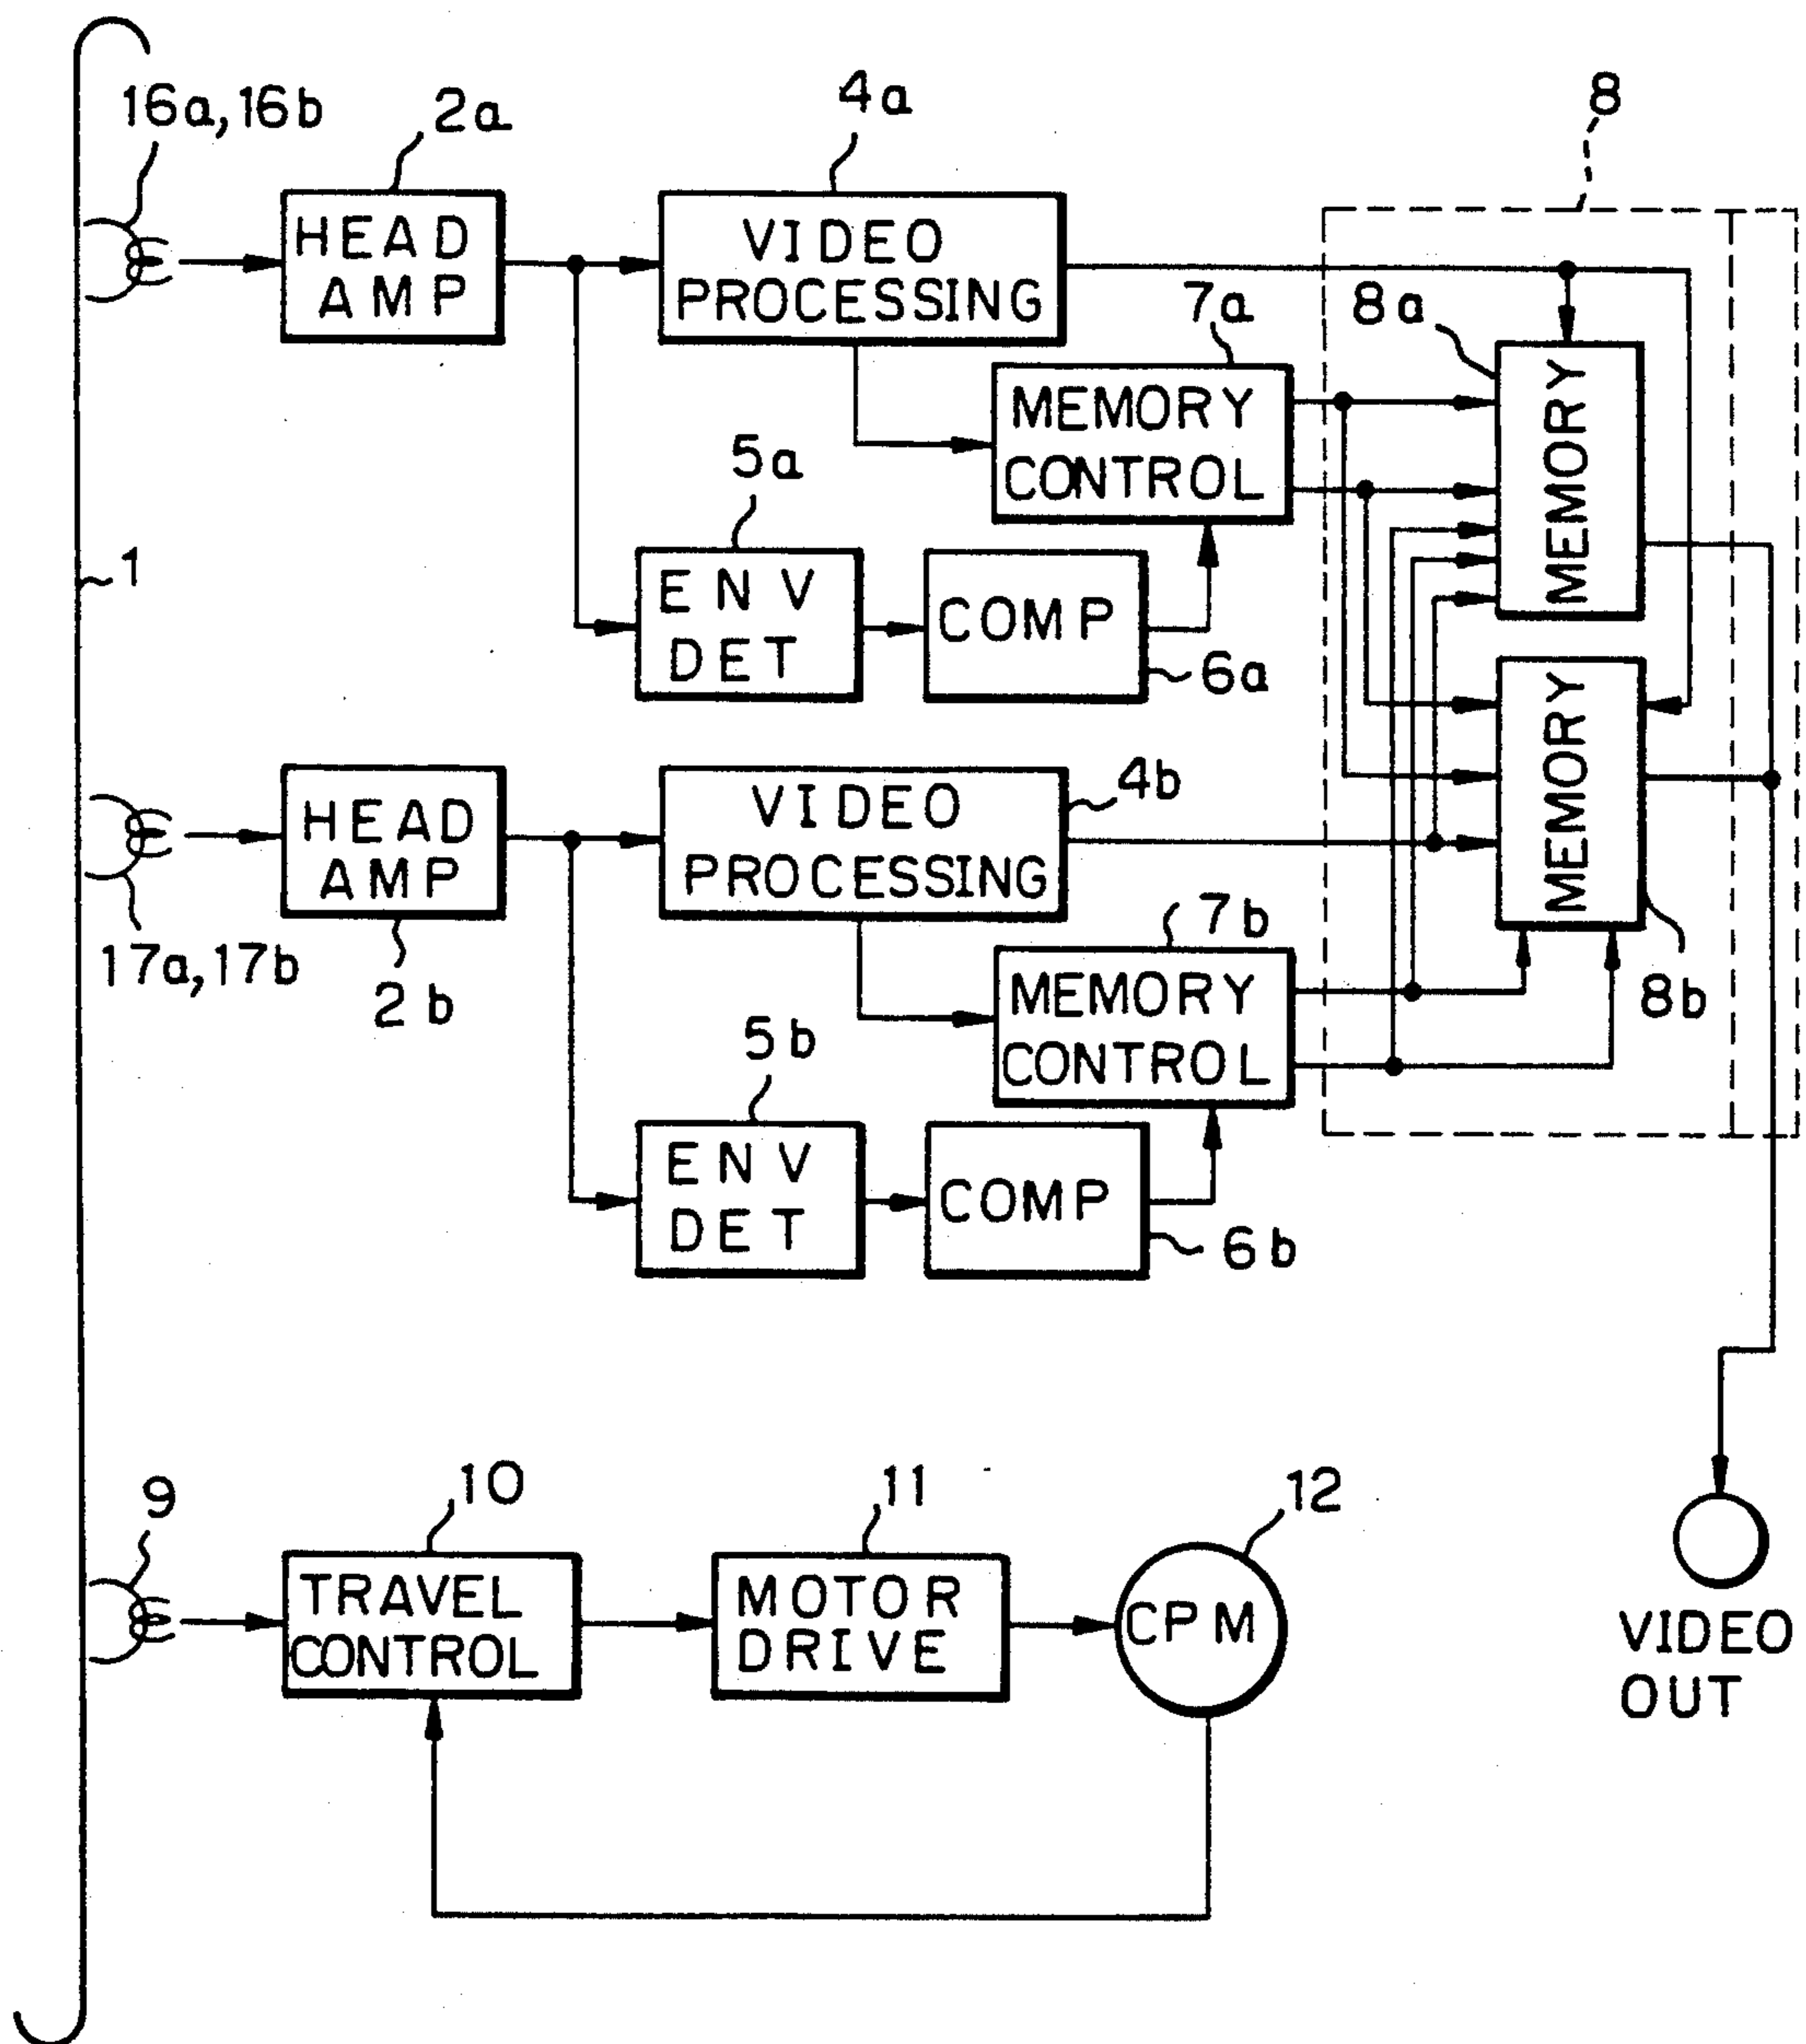 16a, 16b
2a
4a
8
HEAD
AMP
VIDEO
PROCESSING
7a
8a
MEMORY
CONTROL
MEMORY
5a
1
ENV
DET
COMP
6a
MEMORY
HEAD
AMP
VIDEO
PROCESSING
4b
17a, 17b
2b
7b
8b
MEMORY
CONTROL
5b
ENV
DET
COMP
6b
9
10
11
12
TRAVEL
CONTROL
MOTOR
DRIVE
CPM
VIDEO
OUT